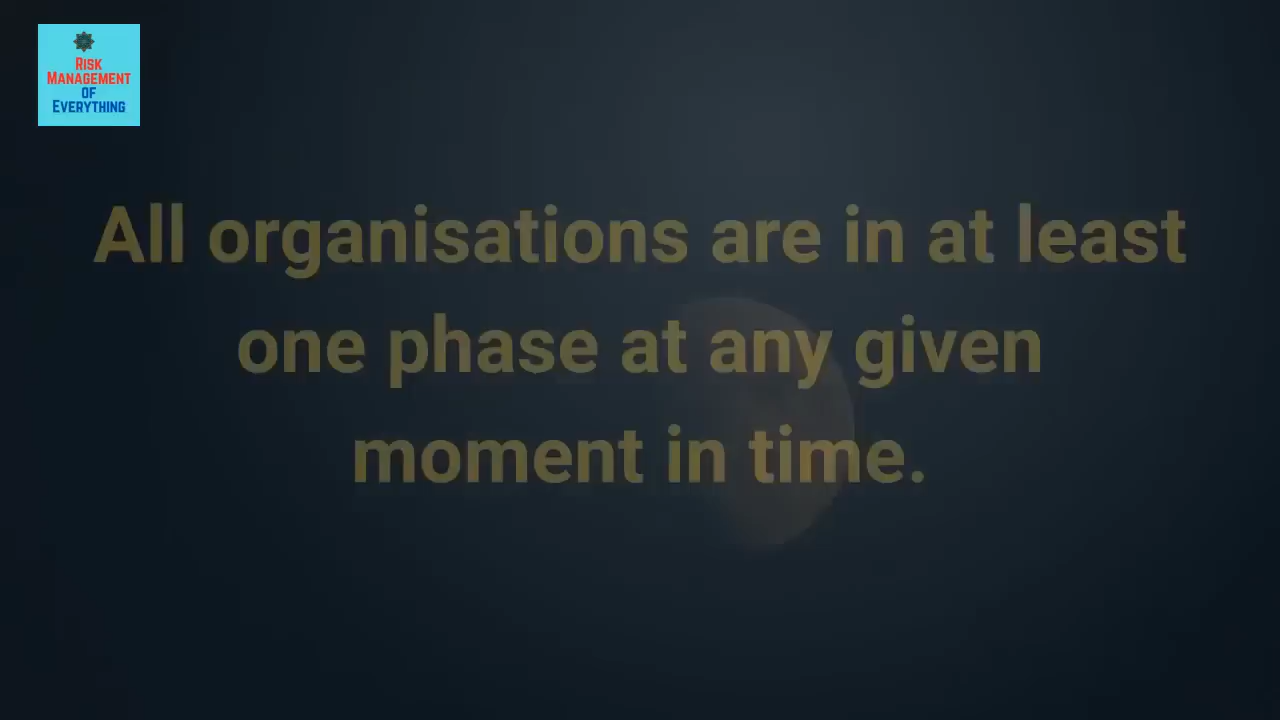 Risk
Management
of
Everything
All organisations are in at least
one phase at any given
moment in time.